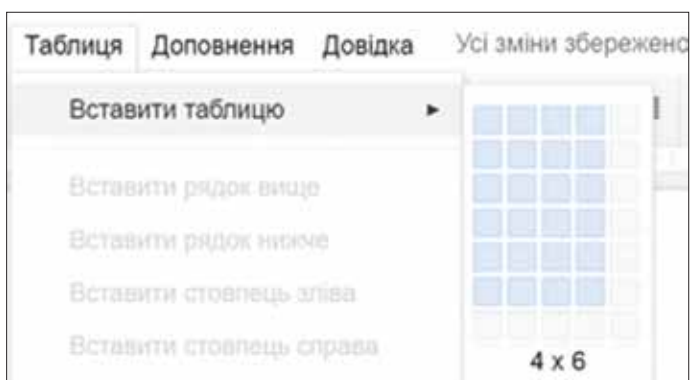 Таблиця Доповнення Довідка Усі зміни збережено
Вставити таблицю
Вставити рядок вище
Вставити рядок нижче
Вставити стовпець зліва
Вставити стовпець справа
4 x 6